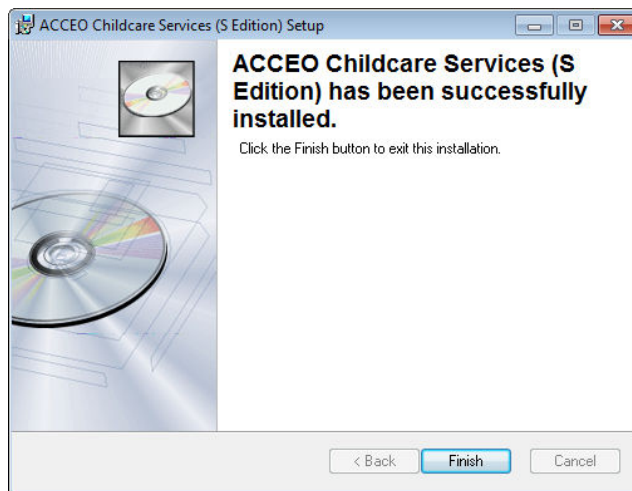 ACCEO Childcare Services (S Edition) Setup
ACCEO Childcare Services (S
Edition) has been successfully
installed.
Click the Finish button to exit this installation.
< Back
Finish
Cancel